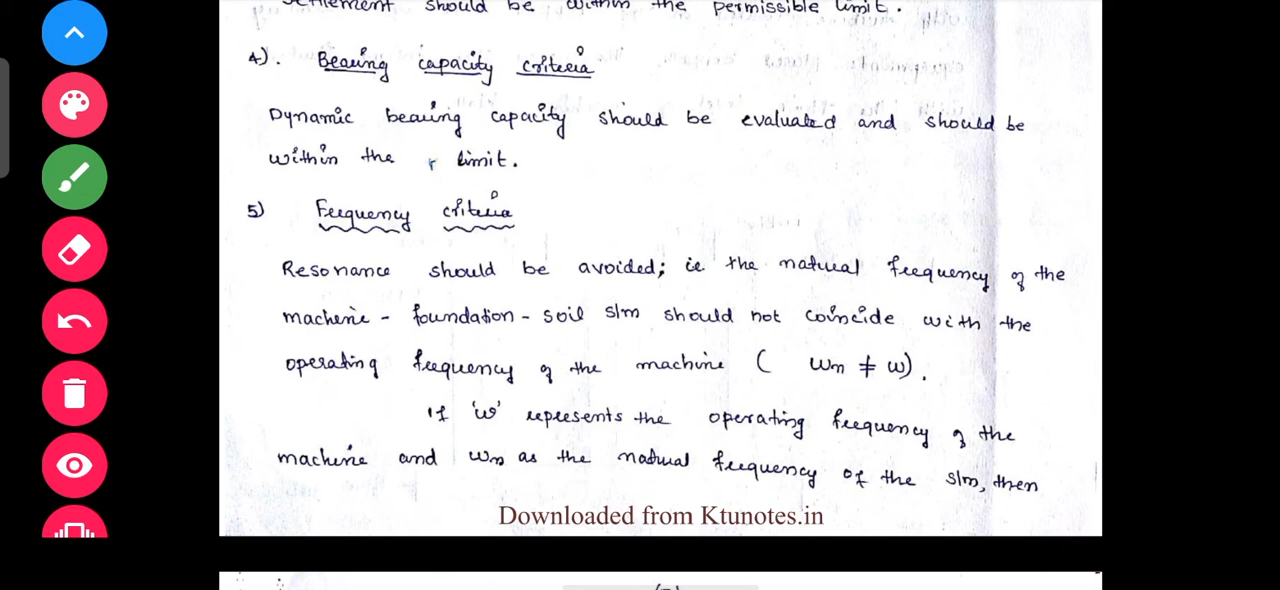 settlement should be within the permissible limit.
4). Bearing capacity criteria
Dynamic bearing capacity should be evaluated and should be
within the r limit.
5) Frequency criteria
Resonance should be avoided; ie the natural frequency of the
machine - foundation - soil s/m should not coincide with the
operating frequency of the machine ( ωn ≠ ω).
If 'ω' represents the operating frequency of the
machine and ωn as the natural frequency of the s/m, then
Downloaded from Ktunotes.in